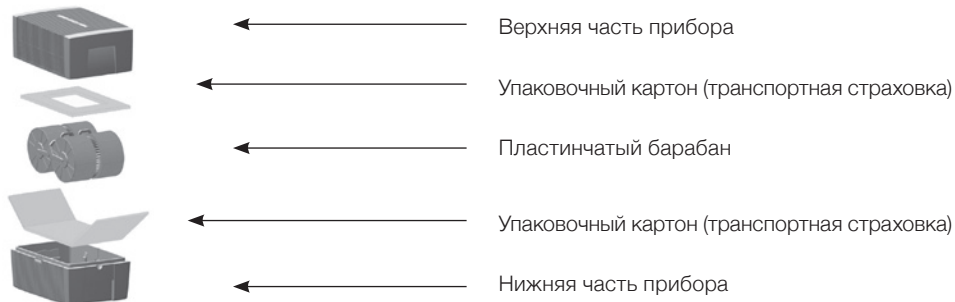 Верхняя часть прибора
Упаковочный картон (транспортная страховка)
Пластинчатый барабан
Упаковочный картон (транспортная страховка)
Нижняя часть прибора